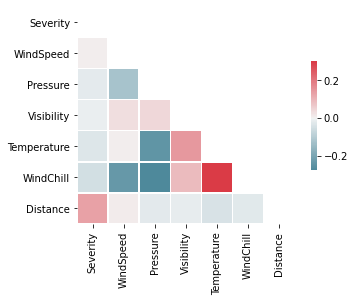 Severity
WindSpeed
Pressure
Visibility
Temperature
WindChill
Distance
Severity
WindSpeed
Pressure
Visibility
Temperature
WindChill
Distance
0.2
0.0
−0.2